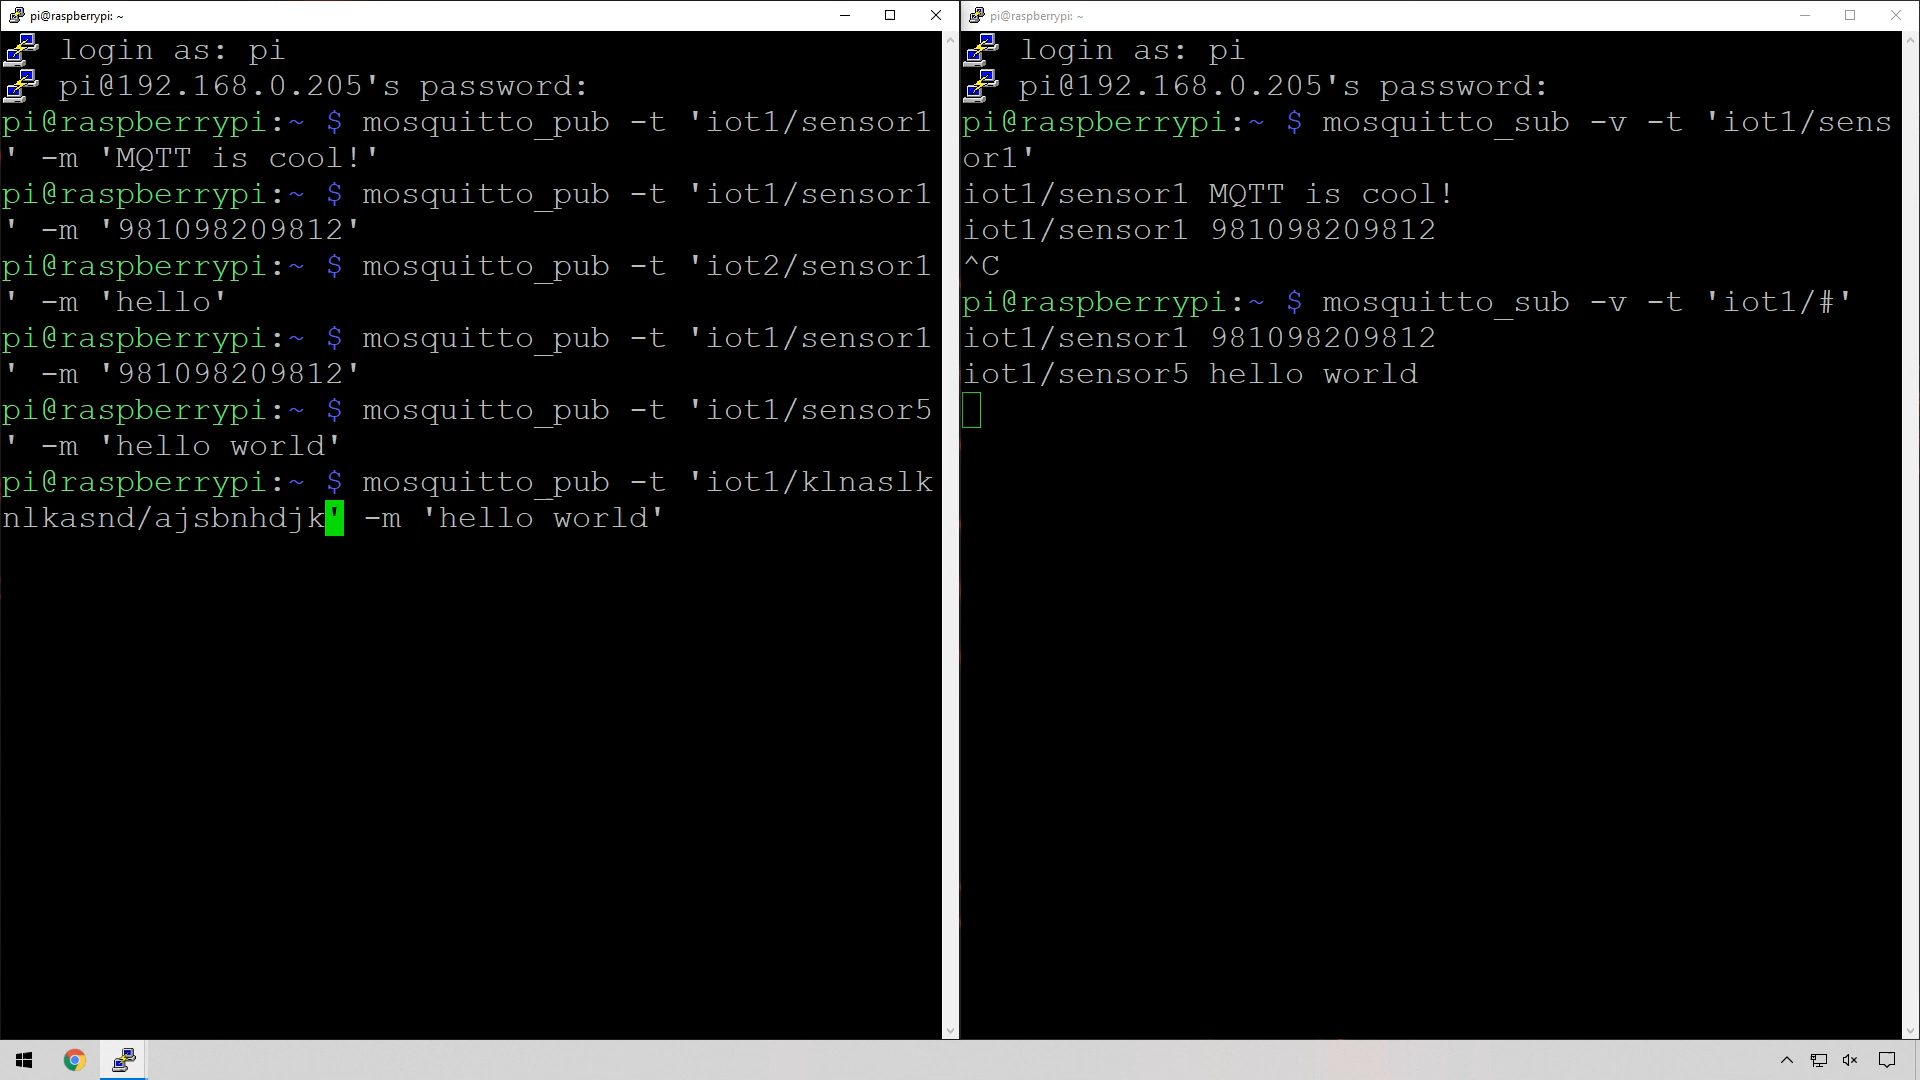 pi@raspberrypi: ~
login as: pi
pi@192.168.0.205's password:
pi@raspberrypi:~ $ mosquitto_pub -t 'iot1/sensor1
' -m 'MQTT is cool!'
pi@raspberrypi:~ $ mosquitto_pub -t 'iot1/sensor1
' -m '981098209812'
pi@raspberrypi:~ $ mosquitto_pub -t 'iot2/sensor1
' -m 'hello'
pi@raspberrypi:~ $ mosquitto_pub -t 'iot1/sensor1
' -m '981098209812'
pi@raspberrypi:~ $ mosquitto_pub -t 'iot1/sensor5
' -m 'hello world'
pi@raspberrypi:~ $ mosquitto_pub -t 'iot1/klnaslk
nlkasnd/ajsbnhdjk' -m 'hello world'
pi@raspberrypi: ~
login as: pi
pi@192.168.0.205's password:
pi@raspberrypi:~ $ mosquitto_sub -v -t 'iot1/sens
or1'
iot1/sensor1 MQTT is cool!
iot1/sensor1 981098209812
^C
pi@raspberrypi:~ $ mosquitto_sub -v -t 'iot1/#'
iot1/sensor1 981098209812
iot1/sensor5 hello world